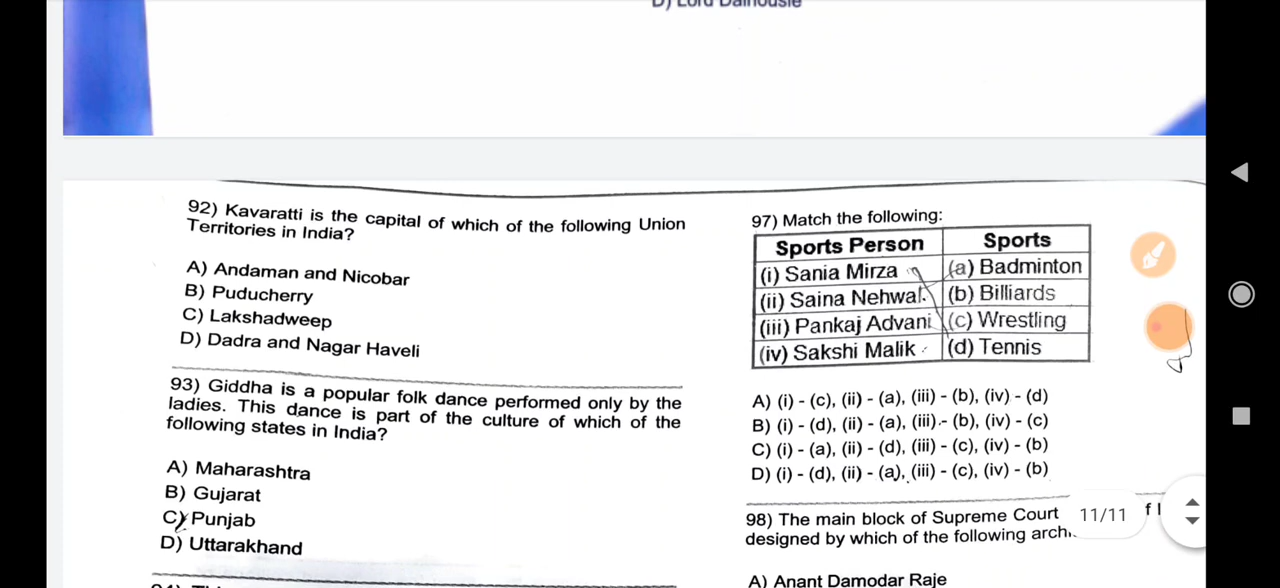 D) Lord Dalhousie
92) Kavaratti is the capital of which of the following Union
Territories in India?
A) Andaman and Nicobar
B) Puducherry
C) Lakshadweep
D) Dadra and Nagar Haveli
93) Giddha is a popular folk dance performed only by the
ladies. This dance is part of the culture of which of the
following states in India?
A) Maharashtra
B) Gujarat
C) Punjab
D) Uttarakhand
97) Match the following:
Sports Person Sports
(i) Sania Mirza (a) Badminton
(ii) Saina Nehwal (b) Billiards
(iii) Pankaj Advani (c) Wrestling
(iv) Sakshi Malik (d) Tennis
A) (i) - (c), (ii) - (a), (iii) - (b), (iv) - (d)
B) (i) - (d), (ii) - (a), (iii) - (b), (iv) - (c)
C) (i) - (a), (ii) - (d), (iii) - (c), (iv) - (b)
D) (i) - (d), (ii) - (a), (iii) - (c), (iv) - (b)
98) The main block of Supreme Court
designed by which of the following
A) Anant Damodar Raje
11/11